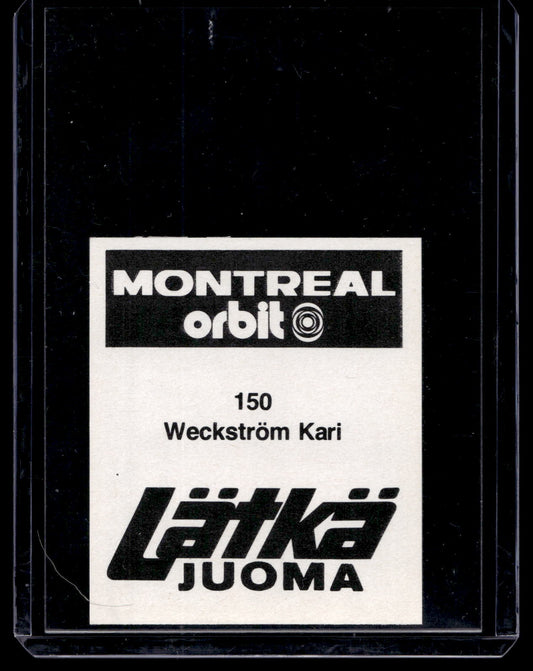 MONTREAL
orbit
150
Weckström Kari
Lätkä
JUOMA